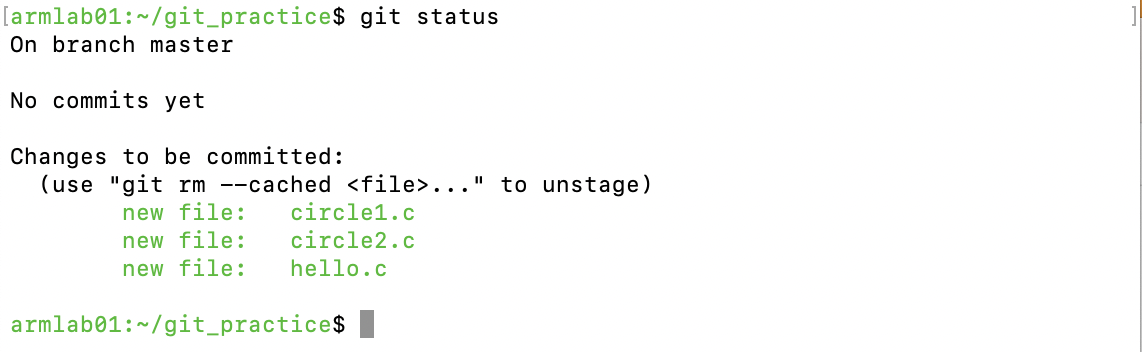 [armlab01:~/git_practice$ git status ]
On branch master
No commits yet
Changes to be committed:
(use "git rm --cached <file>..." to unstage)
new file: circle1.c
new file: circle2.c
new file: hello.c
armlab01:~/git_practice$